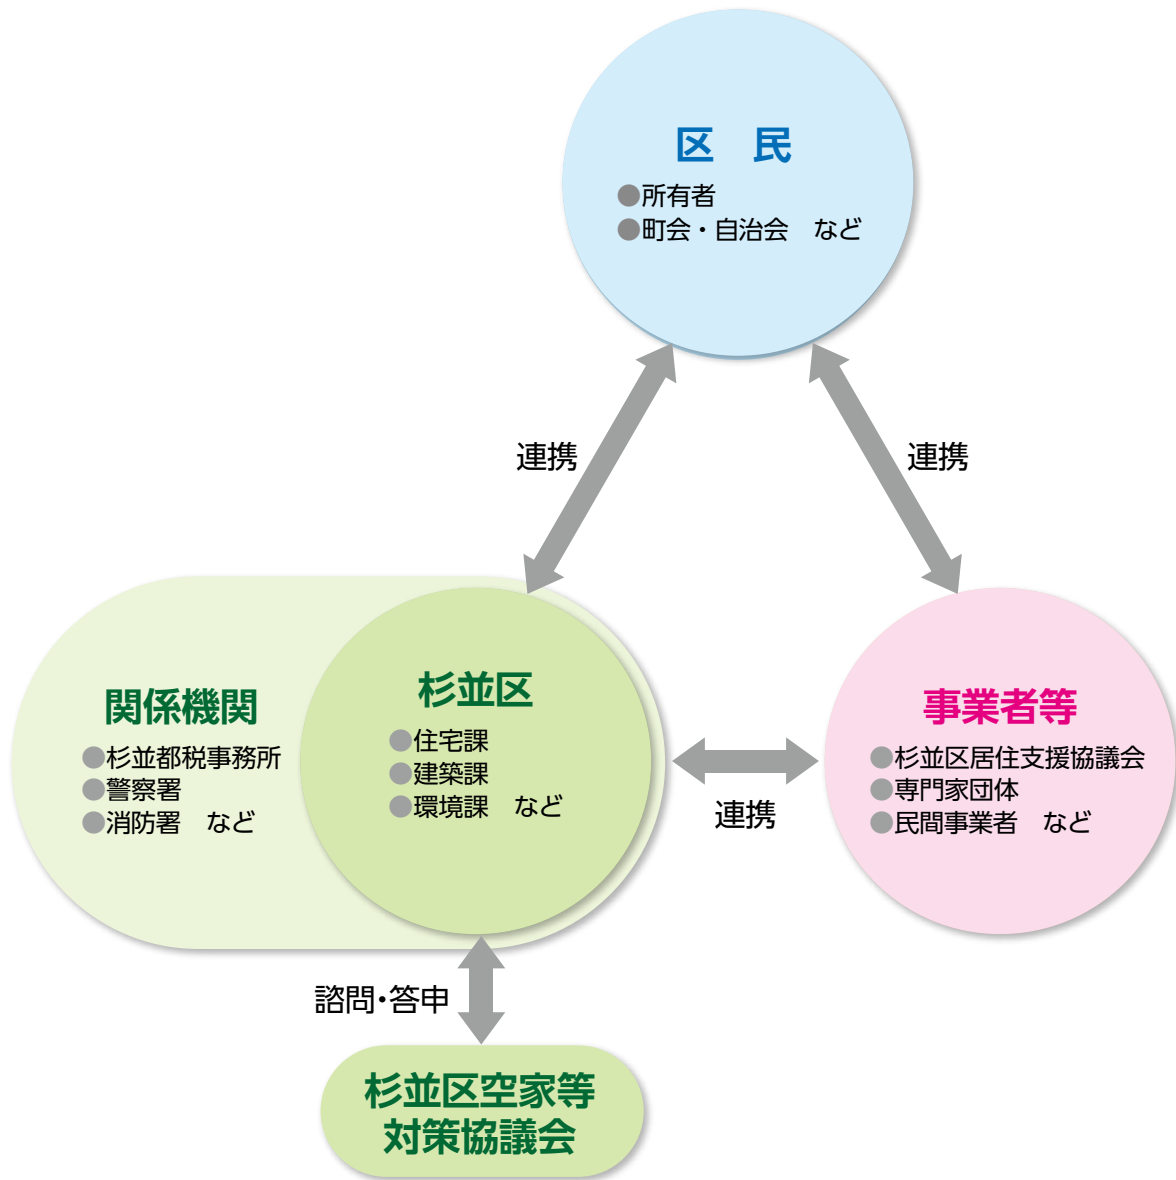 区　民
●所有者
●町会・自治会　など
連携
連携
関係機関
●杉並都税事務所
●警察署
●消防署　など
杉並区
●住宅課
●建築課
●環境課　など
連携
事業者等
●杉並区居住支援協議会
●専門家団体
●民間事業者　など
諮問・答申
杉並区空家等
対策協議会